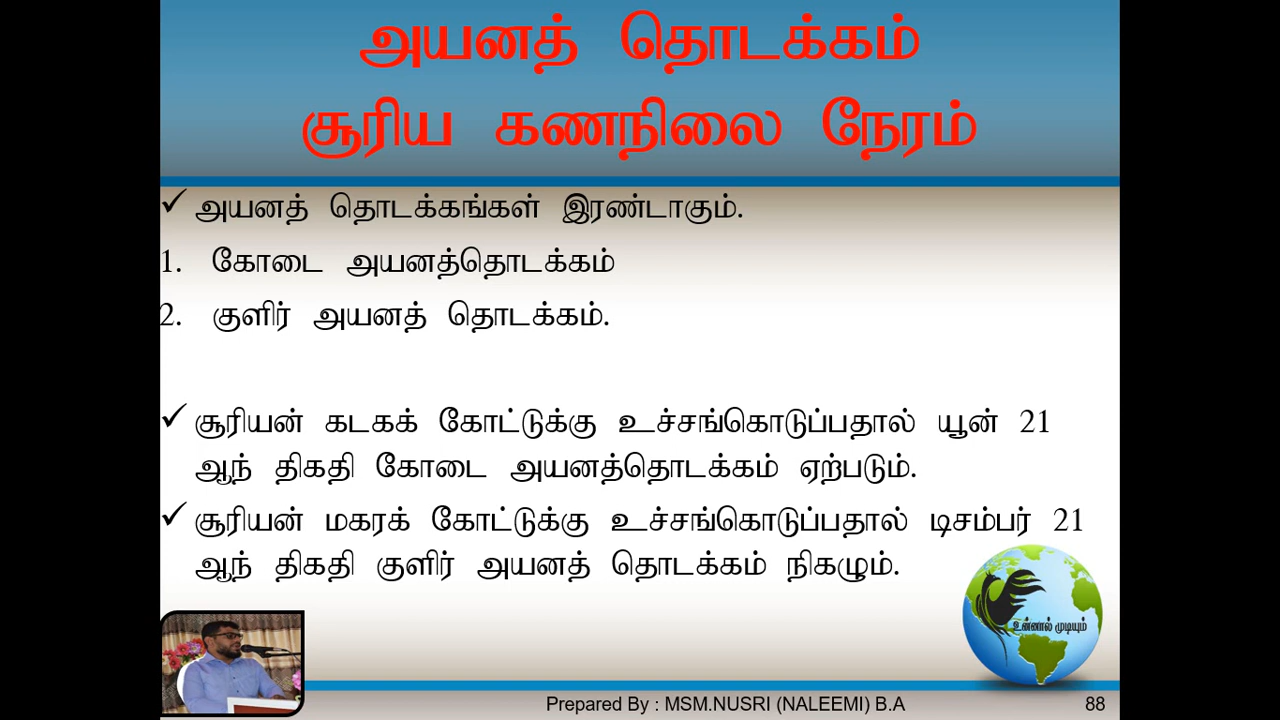 அயனத் தொடக்கம்
சூரிய கணநிலை நேரம்
✓ அயனத் தொடக்கங்கள் இரண்டாகும்.
1. கோடை அயனத்தொடக்கம்
2. குளிர் அயனத் தொடக்கம்.
✓ சூரியன் கடகக் கோட்டுக்கு உச்சங்கொடுப்பதால் யூன் 21
ஆந் திகதி கோடை அயனத்தொடக்கம் ஏற்படும்.
✓ சூரியன் மகரக் கோட்டுக்கு உச்சங்கொடுப்பதால் டிசம்பர் 21
ஆந் திகதி குளிர் அயனத் தொடக்கம் நிகழும்.
உன்னால் முடியும்
Prepared By : MSM.NUSRI (NALEEMI) B.A 88